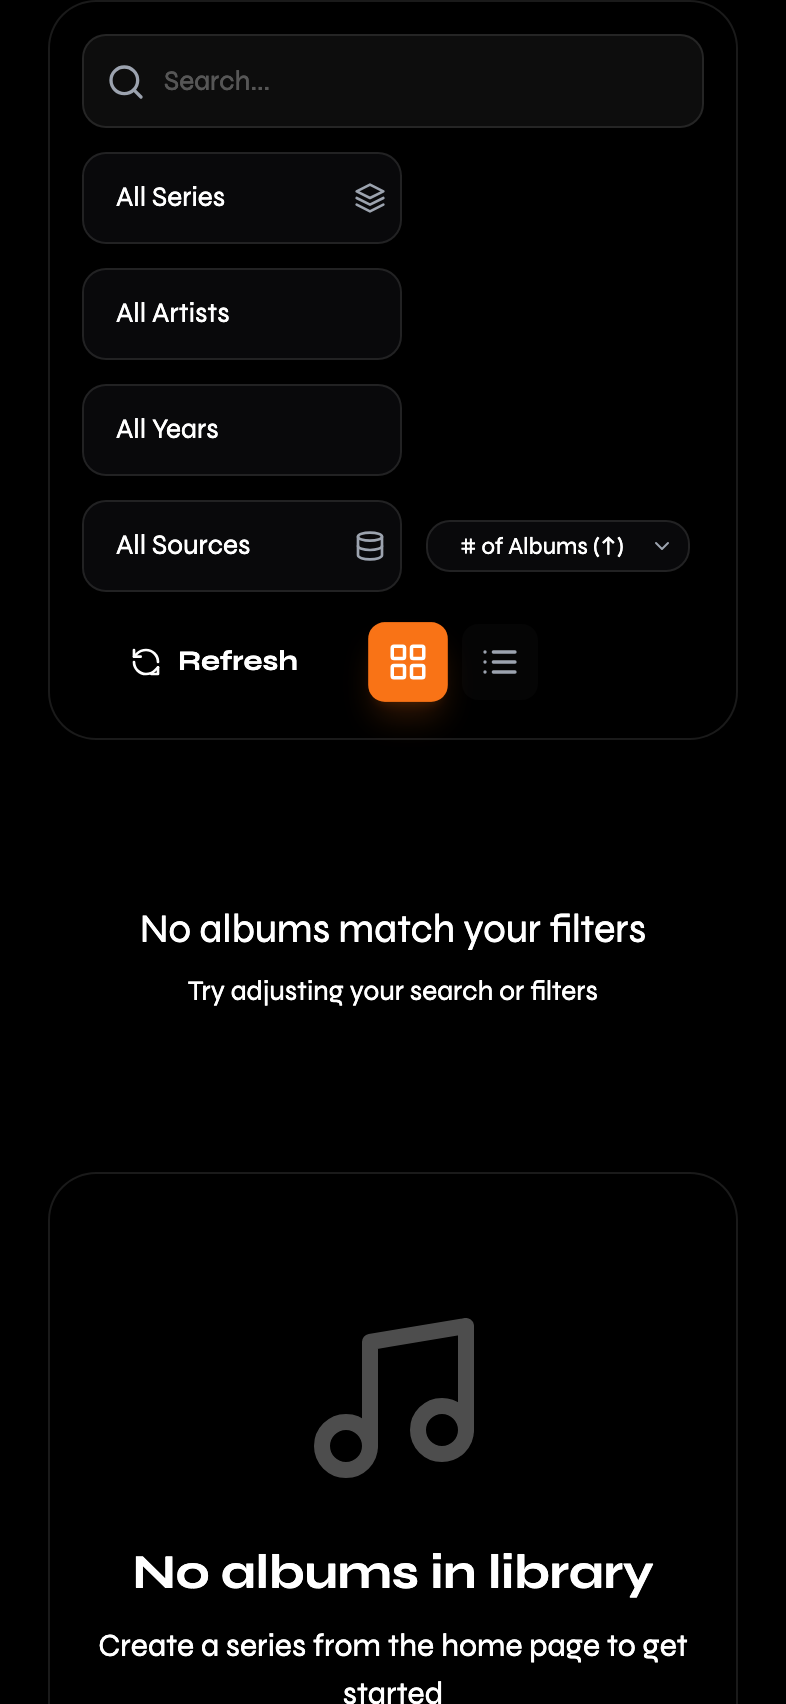 Search...
All Series
All Artists
All Years
All Sources
# of Albums (↑)
Refresh
No albums match your filters
Try adjusting your search or filters
No albums in library
Create a series from the home page to get
started